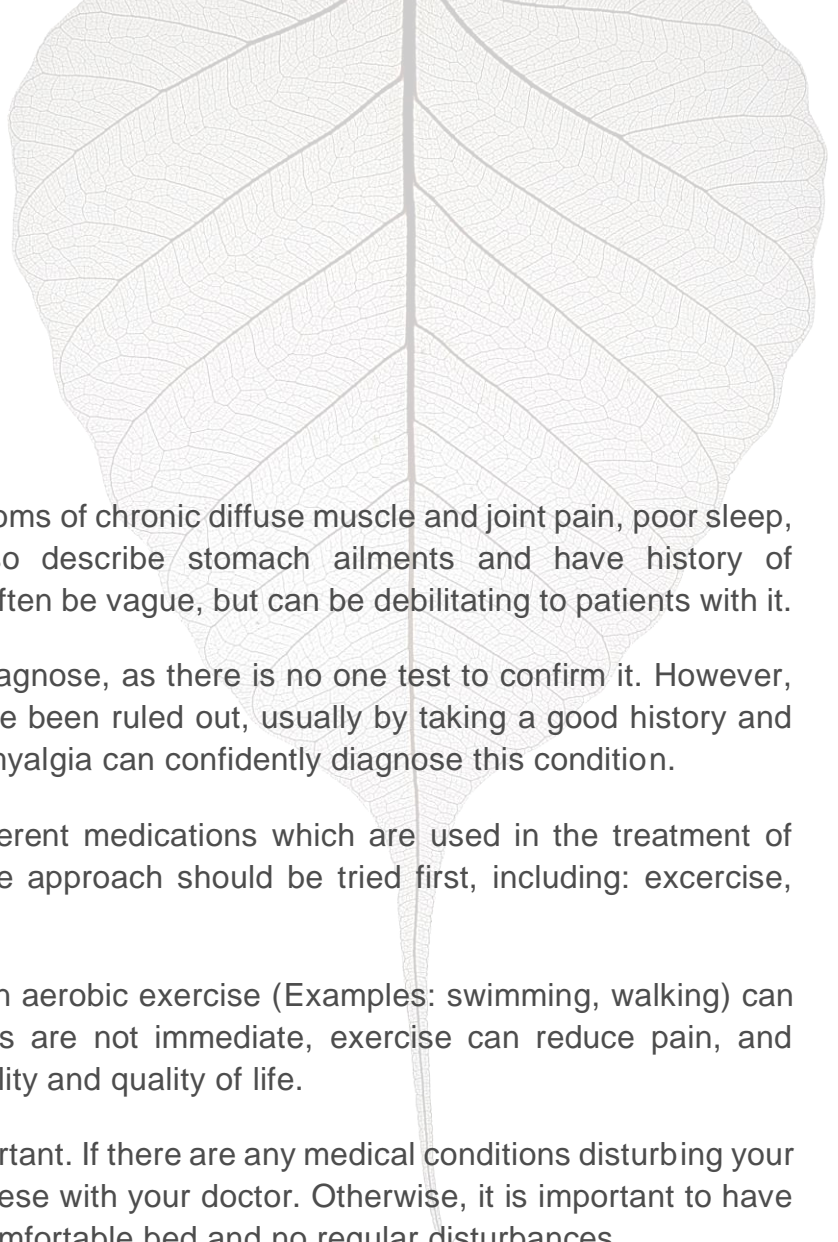 oms of chronic diffuse muscle and joint pain, poor sleep,
so describe stomach ailments and have history of
ften be vague, but can be debilitating to patients with it.
agnose, as there is no one test to confirm it. However,
e been ruled out, usually by taking a good history and
nyalgia can confidently diagnose this condition.
erent medications which are used in the treatment of
e approach should be tried first, including: excercise,
n aerobic exercise (Examples: swimming, walking) can
s are not immediate, exercise can reduce pain, and
lity and quality of life.
rtant. If there are any medical conditions disturbing your
ese with your doctor. Otherwise, it is important to have
mfortable bed and no regular disturbances